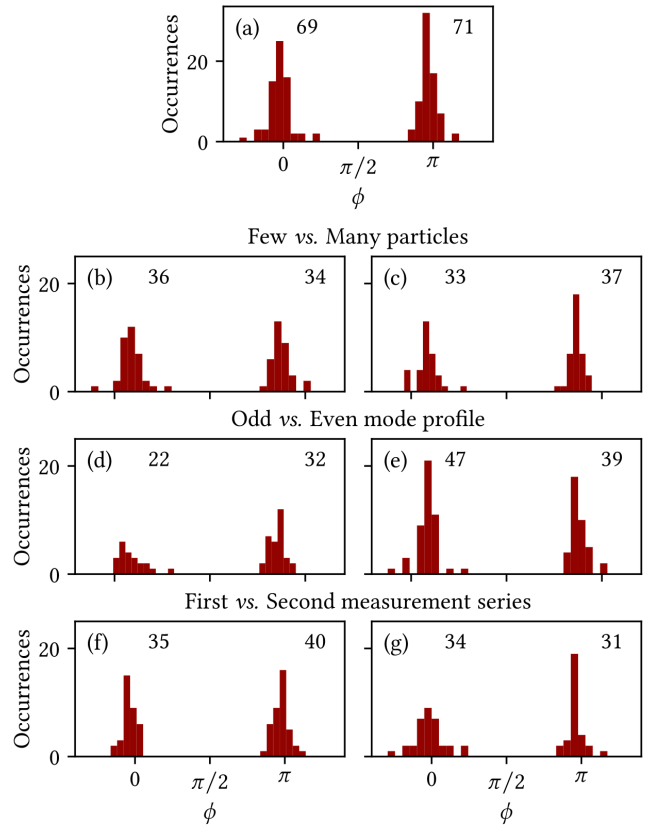 (a) 69 71
Occurrences
20
0
0 π/2 π
ϕ
Few vs. Many particles
(b) 36 34 (c) 33 37
Occurrences
20
0
Odd vs. Even mode profile
(d) 22 32 (e) 47 39
Occurrences
20
0
First vs. Second measurement series
(f) 35 40 (g) 34 31
Occurrences
20
0
0 π/2 π 0 π/2 π
ϕ ϕ